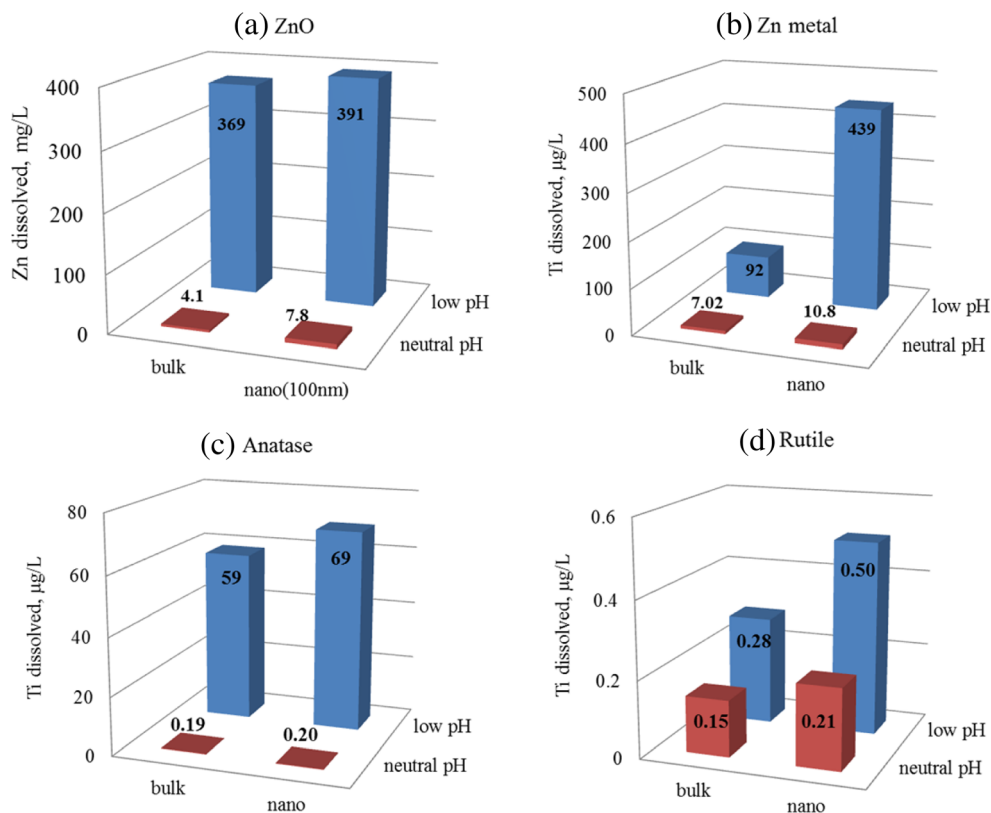 (a) ZnO
Zn dissolved, mg/L
400
300
200
100
0
369
391
4.1
7.8
low pH
neutral pH
bulk
nano(100nm)
(b) Zn metal
Ti dissolved, µg/L
500
400
300
200
100
0
92
439
7.02
10.8
low pH
neutral pH
bulk
nano
(c) Anatase
Ti dissolved, µg/L
80
60
40
20
0
59
69
0.19
0.20
low pH
neutral pH
bulk
nano
(d) Rutile
Ti dissolved, µg/L
0.6
0.4
0.2
0
0.28
0.50
0.15
0.21
low pH
neutral pH
bulk
nano